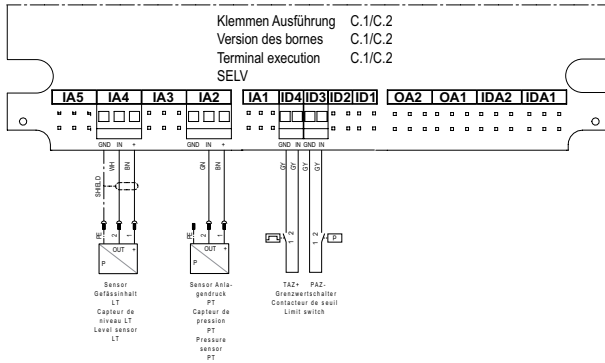 Klemmen Ausführung C.1/C.2
Version des bornes C.1/C.2
Terminal execution C.1/C.2
SELV
IA5 IA4 IA3 IA2 IA1 ID4 ID3 ID2 ID1 OA2 OA1 IDA2 IDA1
GND IN + GND IN + GND IN GND IN
SHIELD WH BN GN BN GY GY GY GY
PE 2 1 PE 2 1 1 2 1 2
OUT + OUT + P
P P
Sensor
Gefässinhalt
LT
Capteur de
niveau LT
Level sensor
LT
Sensor Anla-
gendruck
PT
Capteur de
pression
PT
Pressure
sensor
PT
TAZ+ PAZ-
Grenzwertschalter
Contacteur de seuil
Limit switch